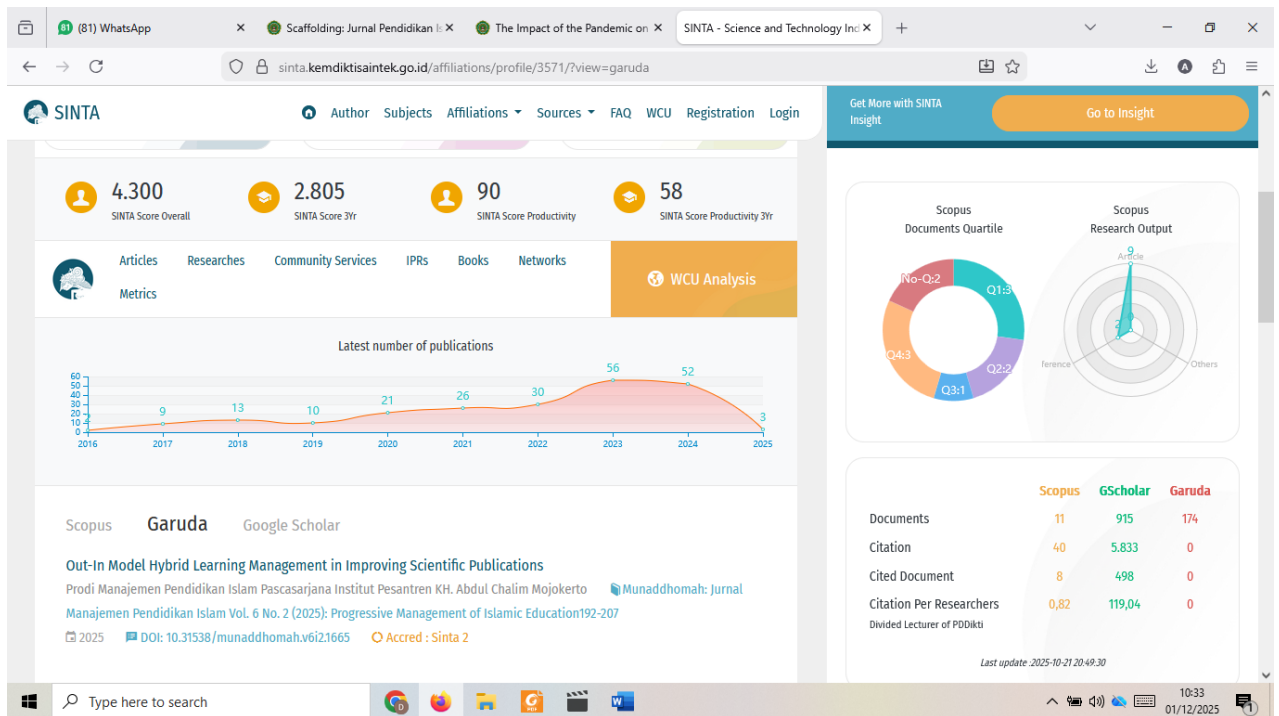 (81) WhatsApp
Scaffolding: Jurnal Pendidikan Is
The Impact of the Pandemic on
SINTA - Science and Technology Ind
sinta.kemdiktisaintek.go.id/affiliations/profile/3571/?view=garuda
SINTA
Author Subjects Affiliations Sources FAQ WCU Registration Login
Get More with SINTA
Insight
Go to Insight
4.300
SINTA Score Overall
2.805
SINTA Score 3Yr
90
SINTA Score Productivity
58
SINTA Score Productivity 3Yr
Articles Researches Community Services IPRs Books Networks
Metrics
WCU Analysis
Latest number of publications
60
50
40
30
20
10
0
2 9 13 10 21 26 30 56 52 3
2016 2017 2018 2019 2020 2021 2022 2023 2024 2025
Scopus Garuda Google Scholar
Out-In Model Hybrid Learning Management in Improving Scientific Publications
Prodi Manajemen Pendidikan Islam Pascasarjana Institut Pesantren KH. Abdul Chalim Mojokerto Munaddhomah: Jurnal
Manajemen Pendidikan Islam Vol. 6 No. 2 (2025): Progressive Management of Islamic Education192-207
2025 DOI: 10.31538/munaddhomah.v6i2.1665 Accred : Sinta 2
Scopus
Documents Quartile
No-Q:2
Q1:3
Q4:3
Q2:2
Q3:1
Scopus
Research Output
9
Article
2
0
ference
Others
Scopus GScholar Garuda
Documents 11 915 174
Citation 40 5.833 0
Cited Document 8 498 0
Citation Per Researchers 0,82 119,04 0
Divided Lecturer of PDDikti
Last update :2025-10-21 20:49:30
Type here to search
10:33
01/12/2025
1